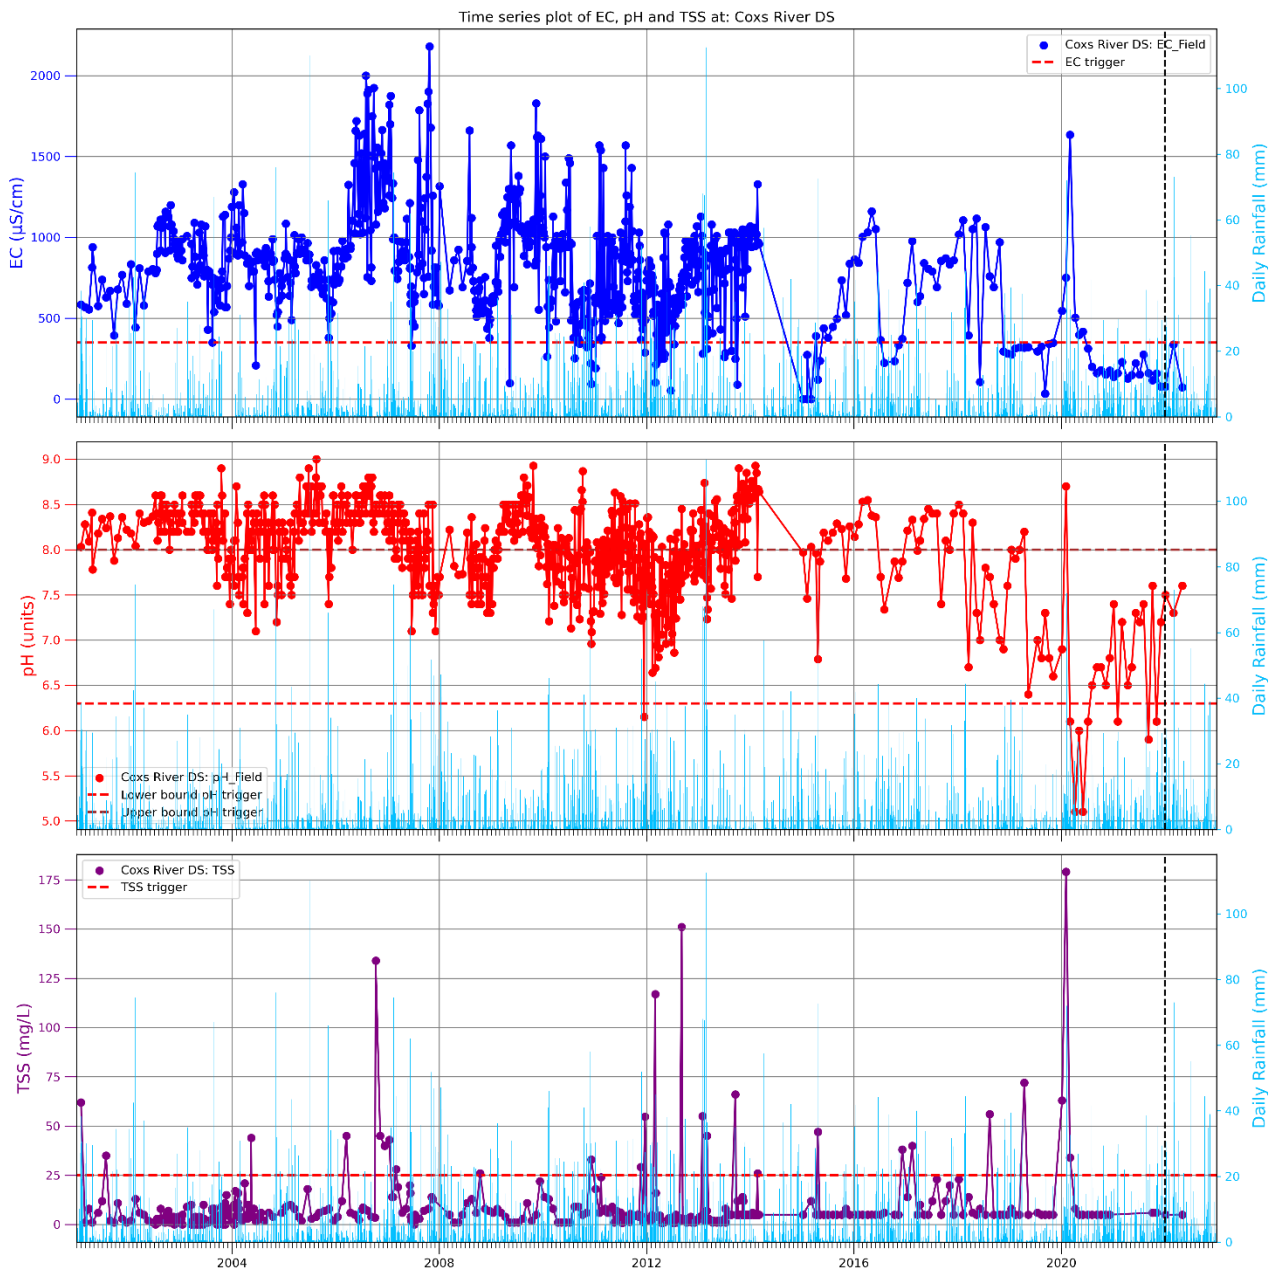 Time series plot of EC, pH and TSS at: Coxs River DS
EC (µS/cm)
2000
1500
1000
500
0
Coxs River DS: EC_Field
EC trigger
100
80
60
40
20
0
Daily Rainfall (mm)
pH (units)
9.0
8.5
8.0
7.5
7.0
6.5
6.0
5.5
5.0
Coxs River DS: pH_Field
Lower bound pH trigger
Upper bound pH trigger
100
80
60
40
20
0
Daily Rainfall (mm)
TSS (mg/L)
175
150
125
100
75
50
25
0
Coxs River DS: TSS
TSS trigger
100
80
60
40
20
0
Daily Rainfall (mm)
2004 2008 2012 2016 2020